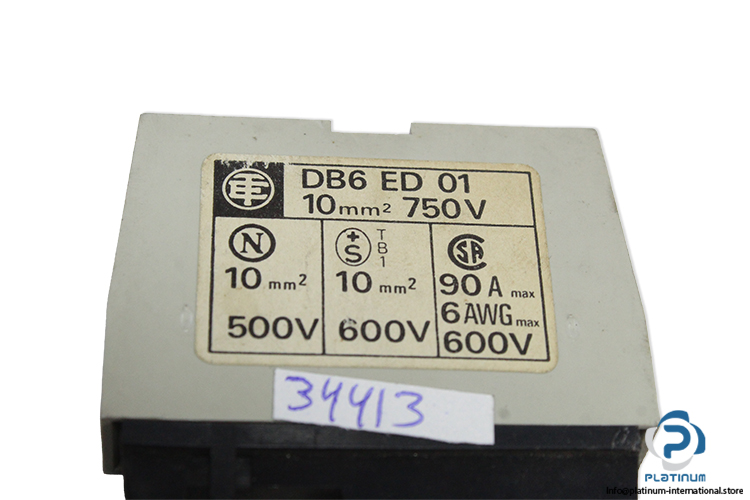 DB6 ED 01
10mm² 750V
N
10 mm²
500V
+
S
TB1
10 mm²
600V
CSA
90 A max
6 AWG max
600V
34413
P
PLATINUM
Info@platinum-international.store